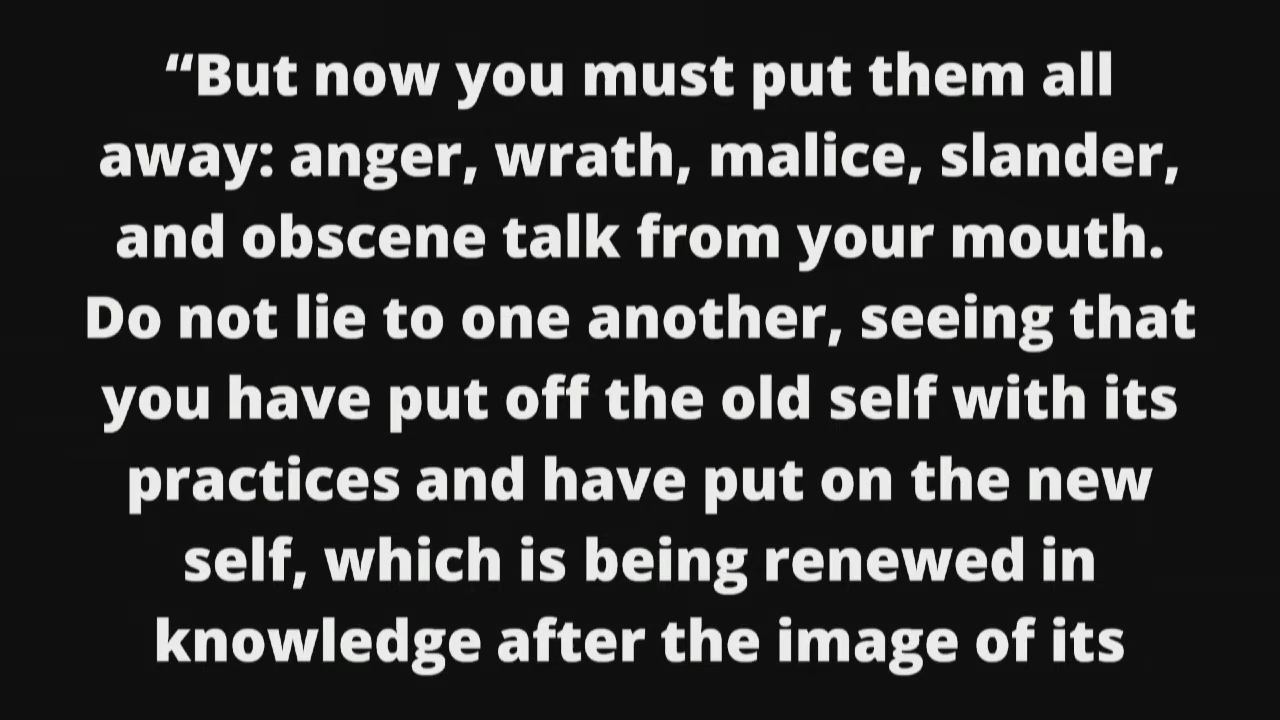 “But now you must put them all
away: anger, wrath, malice, slander,
and obscene talk from your mouth.
Do not lie to one another, seeing that
you have put off the old self with its
practices and have put on the new
self, which is being renewed in
knowledge after the image of its